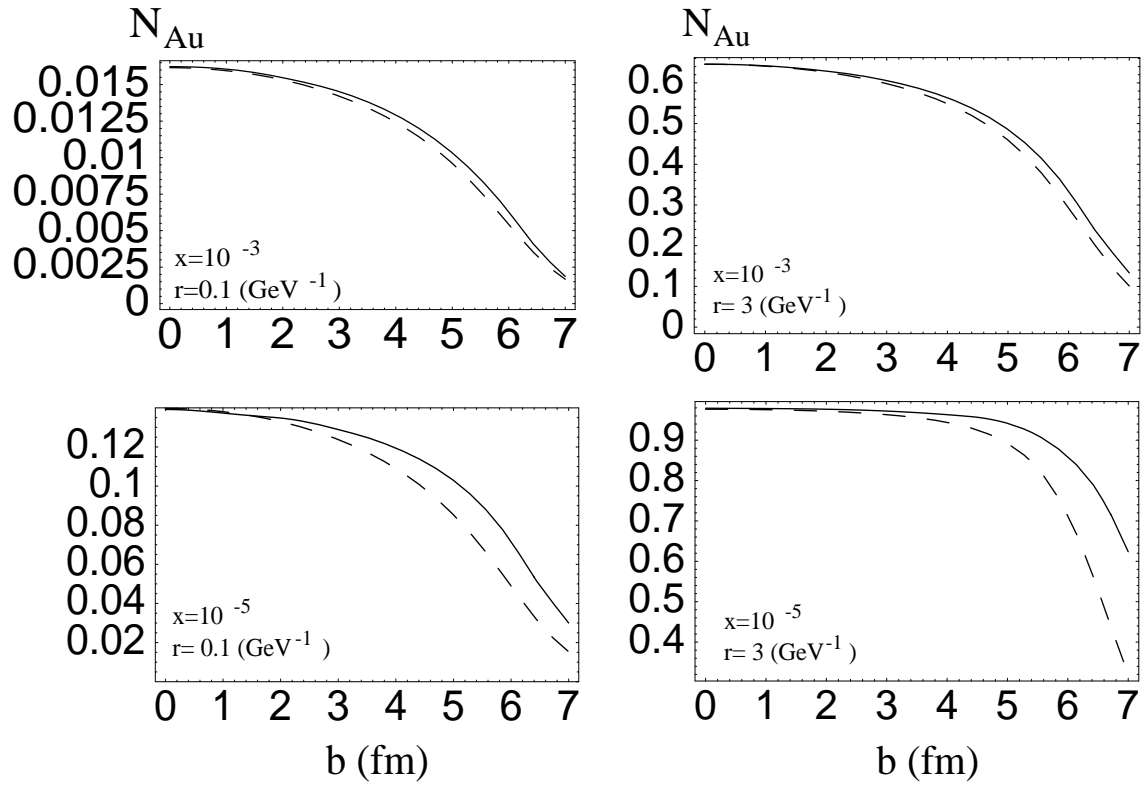 N_Au
0.015
0.0125
0.01
0.0075
0.005
0.0025
0
x=10 -3
r=0.1 (GeV -1 )
0 1 2 3 4 5 6 7
N_Au
0.6
0.5
0.4
0.3
0.2
0.1
0
x=10 -3
r= 3 (GeV-1 )
0 1 2 3 4 5 6 7
0.12
0.1
0.08
0.06
0.04
0.02
x=10 -5
r= 0.1 (GeV-1 )
0 1 2 3 4 5 6 7
b (fm)
0.9
0.8
0.7
0.6
0.5
0.4
x=10 -5
r= 3 (GeV-1 )
0 1 2 3 4 5 6 7
b (fm)